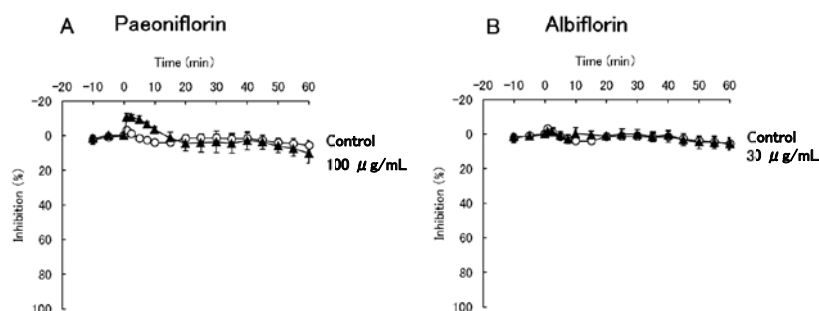 A Paeoniflorin
Time (min)
-20 -10 0 10 20 30 40 50 60
-20
0
20
40
60
80
100
Inhibition (%)
Control
100 μg/mL
B Albiflorin
Time (min)
-20 -10 0 10 20 30 40 50 60
-20
0
20
40
60
80
100
Inhibition (%)
Control
30 μg/mL